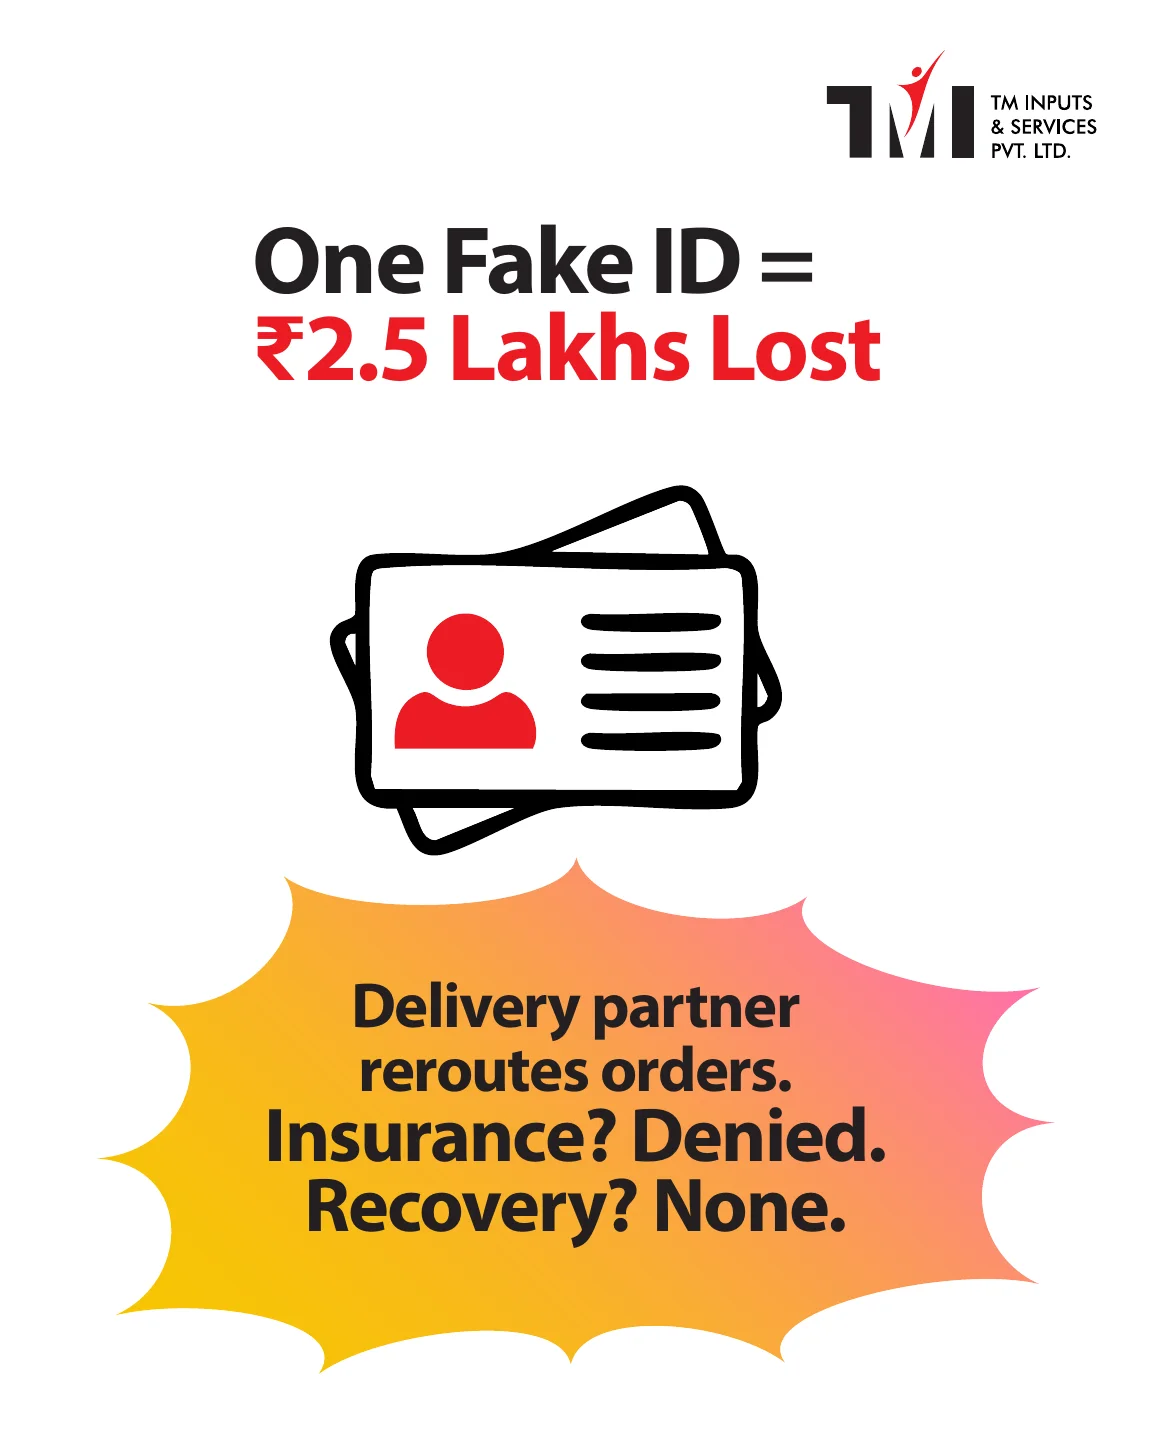 TMI
TM INPUTS
& SERVICES
PVT. LTD.
One Fake ID =
₹2.5 Lakhs Lost
Delivery partner
reroutes orders.
Insurance? Denied.
Recovery? None.